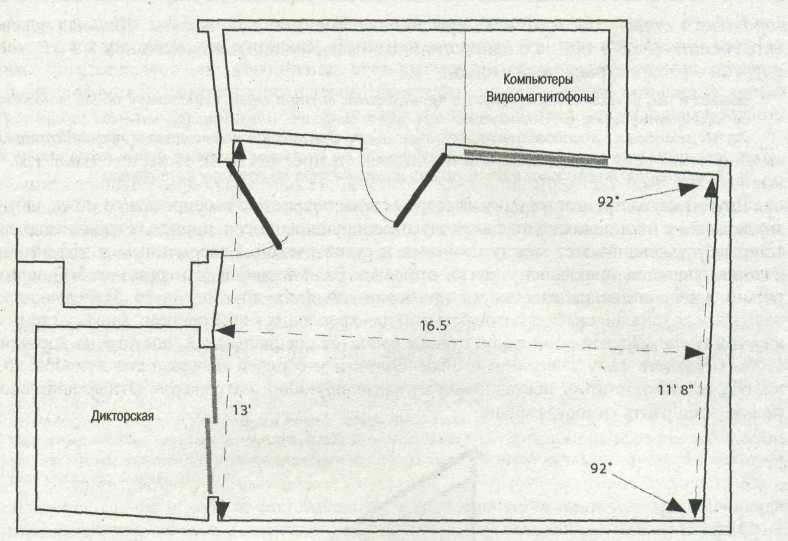 Компьютеры
Видеомагнитофоны
92°
16.5'
11' 8"
13'
Дикторская
92°